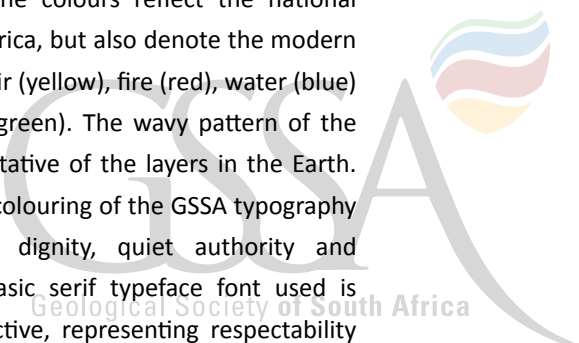 The colours reflect the national
rica, but also denote the modern
ir (yellow), fire (red), water (blue)
green). The wavy pattern of the
tative of the layers in the Earth.
colouring of the GSSA typography
dignity, quiet authority and
asic serif typeface font used is
Geological Society of South Africa
ctive, representing respectability
GSSA